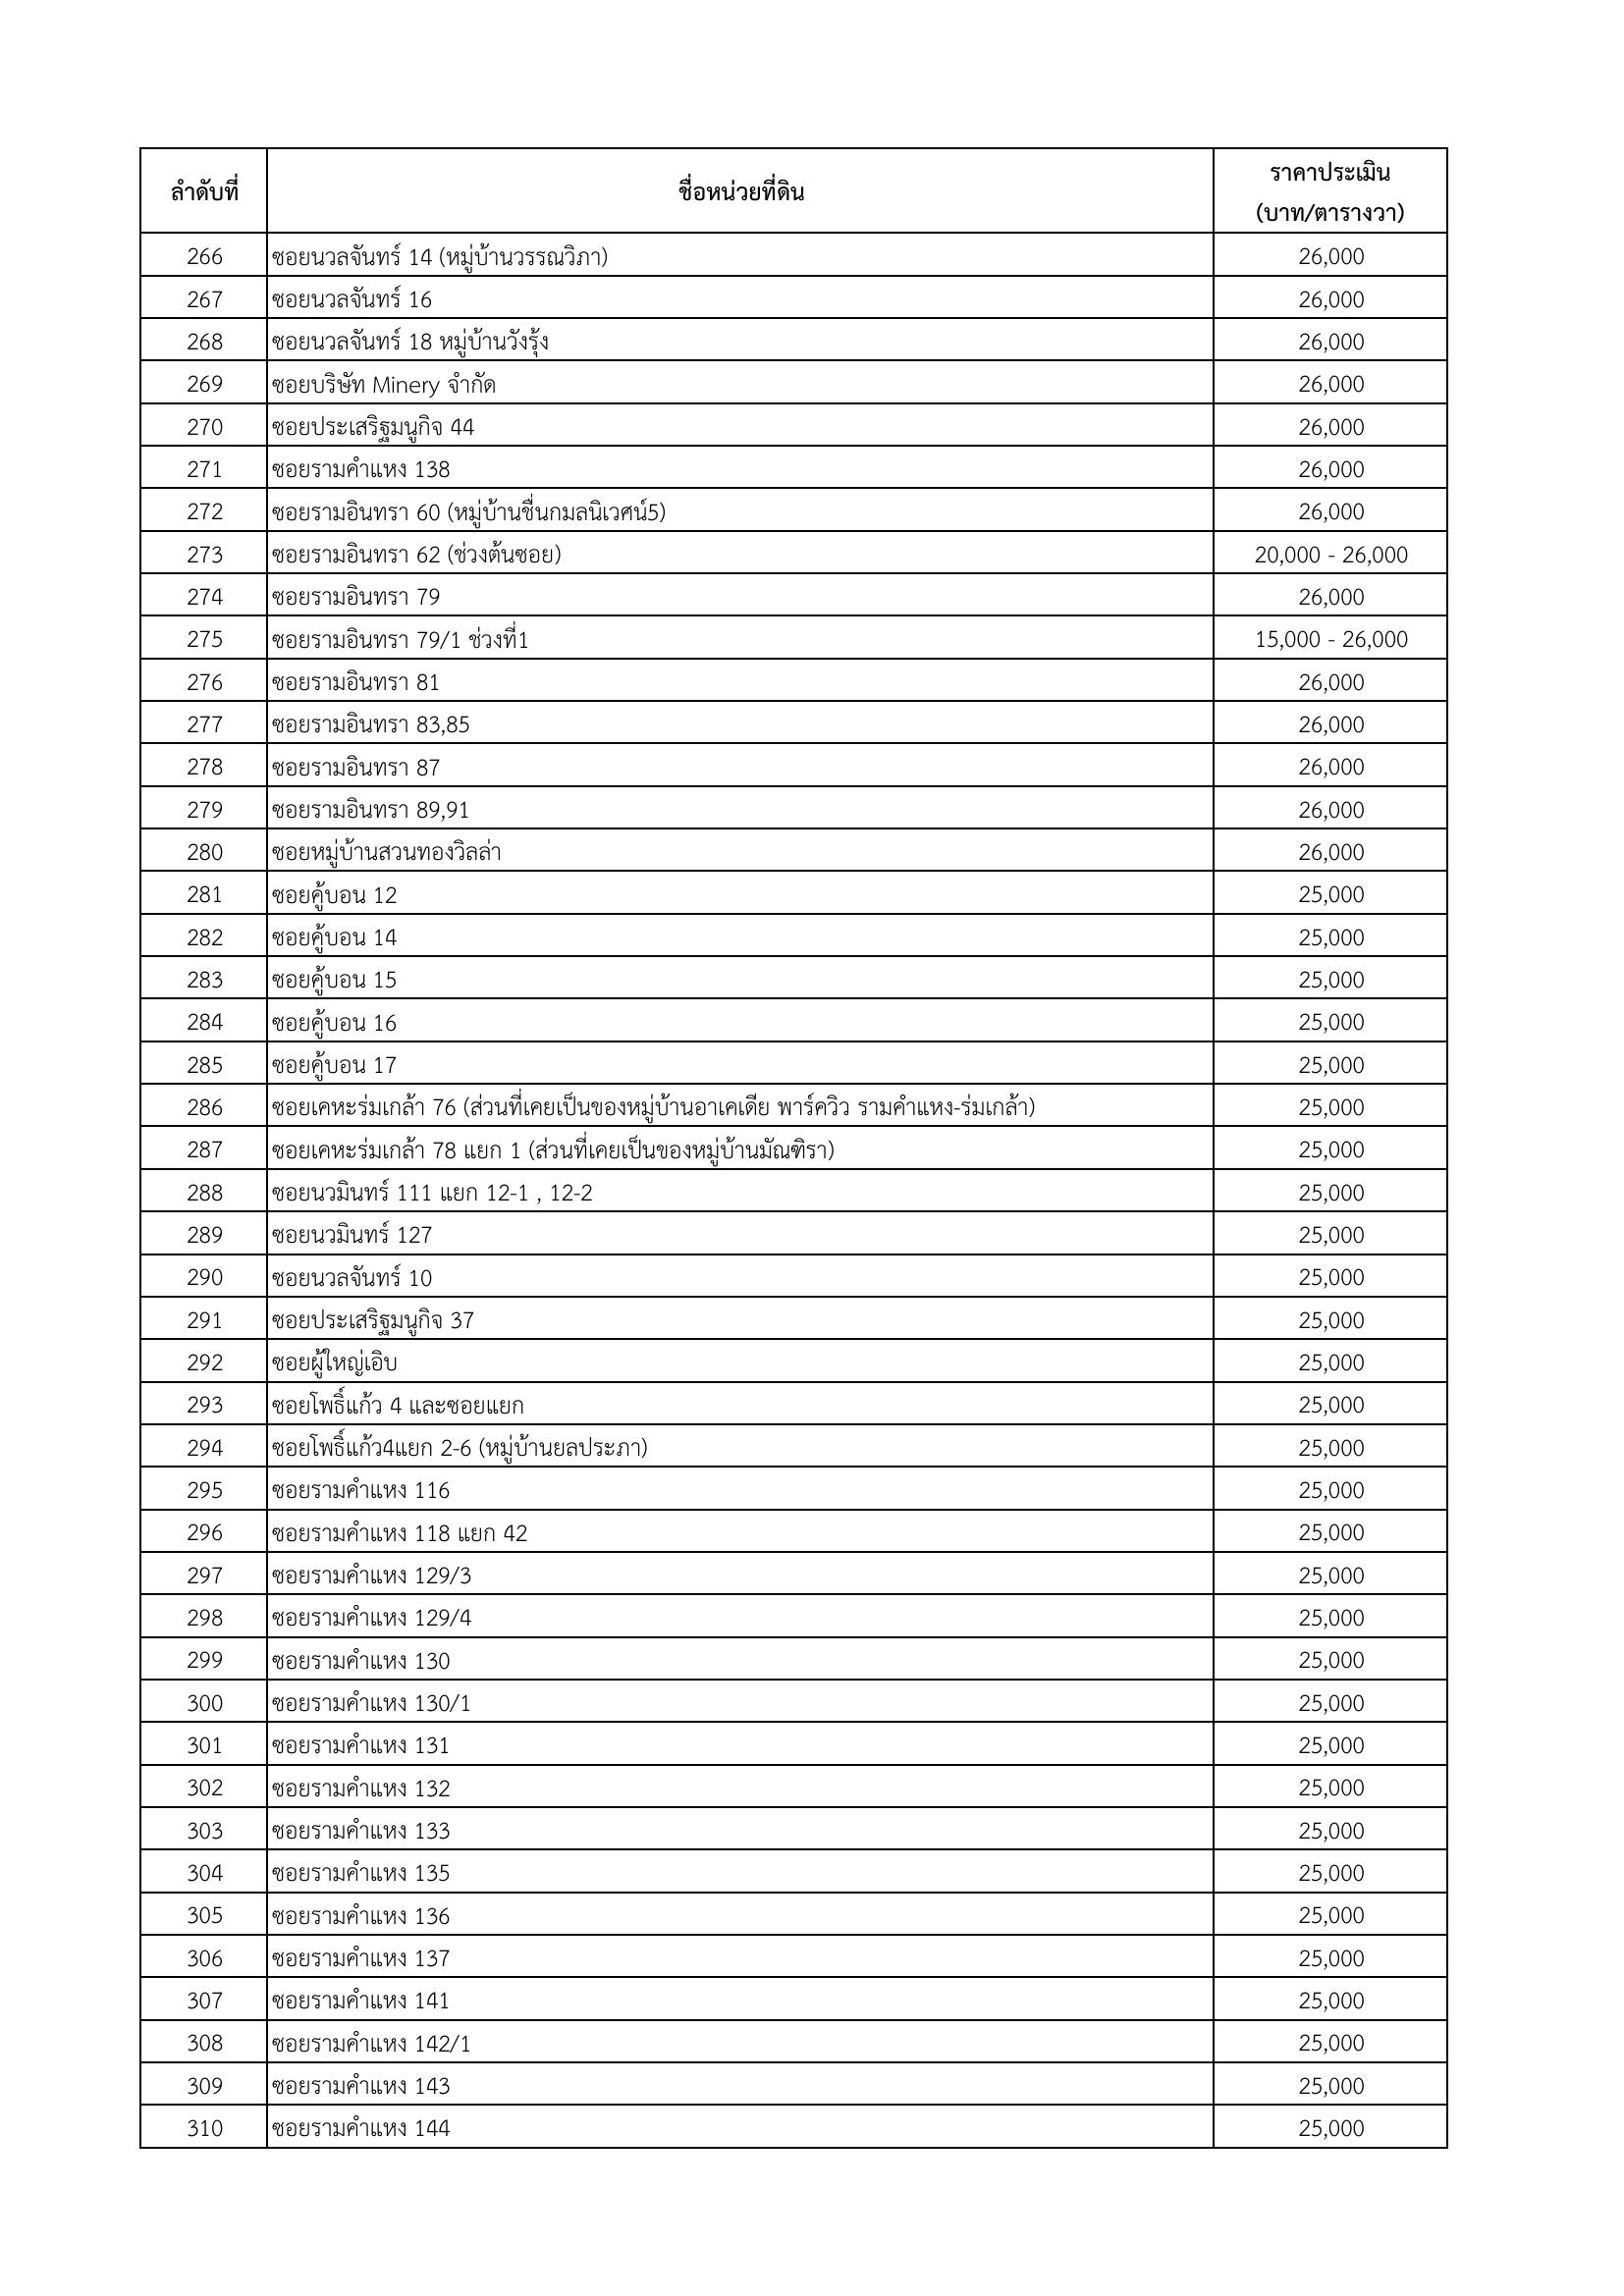 ลำดับที่ ชื่อหน่วยที่ดิน ราคาประเมิน
(บาท/ตารางวา)
266 ซอยนวลจันทร์ 14 (หมู่บ้านวรรณวิภา) 26,000
267 ซอยนวลจันทร์ 16 26,000
268 ซอยนวลจันทร์ 18 หมู่บ้านวังรุ้ง 26,000
269 ซอยบริษัท Minery จำกัด 26,000
270 ซอยประเสริฐมนูกิจ 44 26,000
271 ซอยรามคำแหง 138 26,000
272 ซอยรามอินทรา 60 (หมู่บ้านชื่นกมลนิเวศน์5) 26,000
273 ซอยรามอินทรา 62 (ช่วงต้นซอย) 20,000 - 26,000
274 ซอยรามอินทรา 79 26,000
275 ซอยรามอินทรา 79/1 ช่วงที่1 15,000 - 26,000
276 ซอยรามอินทรา 81 26,000
277 ซอยรามอินทรา 83,85 26,000
278 ซอยรามอินทรา 87 26,000
279 ซอยรามอินทรา 89,91 26,000
280 ซอยหมู่บ้านสวนทองวิลล่า 26,000
281 ซอยคู้บอน 12 25,000
282 ซอยคู้บอน 14 25,000
283 ซอยคู้บอน 15 25,000
284 ซอยคู้บอน 16 25,000
285 ซอยคู้บอน 17 25,000
286 ซอยเคหะร่มเกล้า 76 (ส่วนที่เคยเป็นของหมู่บ้านอาเคเดีย พาร์ควิว รามคำแหง-ร่มเกล้า) 25,000
287 ซอยเคหะร่มเกล้า 78 แยก 1 (ส่วนที่เคยเป็นของหมู่บ้านมัณฑิรา) 25,000
288 ซอยนวมินทร์ 111 แยก 12-1 , 12-2 25,000
289 ซอยนวมินทร์ 127 25,000
290 ซอยนวลจันทร์ 10 25,000
291 ซอยประเสริฐมนูกิจ 37 25,000
292 ซอยผู้ใหญ่เอิบ 25,000
293 ซอยโพธิ์แก้ว 4 และซอยแยก 25,000
294 ซอยโพธิ์แก้ว4แยก 2-6 (หมู่บ้านยลประภา) 25,000
295 ซอยรามคำแหง 116 25,000
296 ซอยรามคำแหง 118 แยก 42 25,000
297 ซอยรามคำแหง 129/3 25,000
298 ซอยรามคำแหง 129/4 25,000
299 ซอยรามคำแหง 130 25,000
300 ซอยรามคำแหง 130/1 25,000
301 ซอยรามคำแหง 131 25,000
302 ซอยรามคำแหง 132 25,000
303 ซอยรามคำแหง 133 25,000
304 ซอยรามคำแหง 135 25,000
305 ซอยรามคำแหง 136 25,000
306 ซอยรามคำแหง 137 25,000
307 ซอยรามคำแหง 141 25,000
308 ซอยรามคำแหง 142/1 25,000
309 ซอยรามคำแหง 143 25,000
310 ซอยรามคำแหง 144 25,000